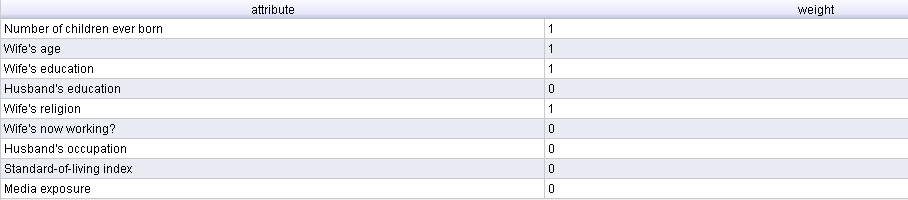 attribute weight
Number of children ever born 1
Wife's age 1
Wife's education 1
Husband's education 0
Wife's religion 1
Wife's now working? 0
Husband's occupation 0
Standard-of-living index 0
Media exposure 0